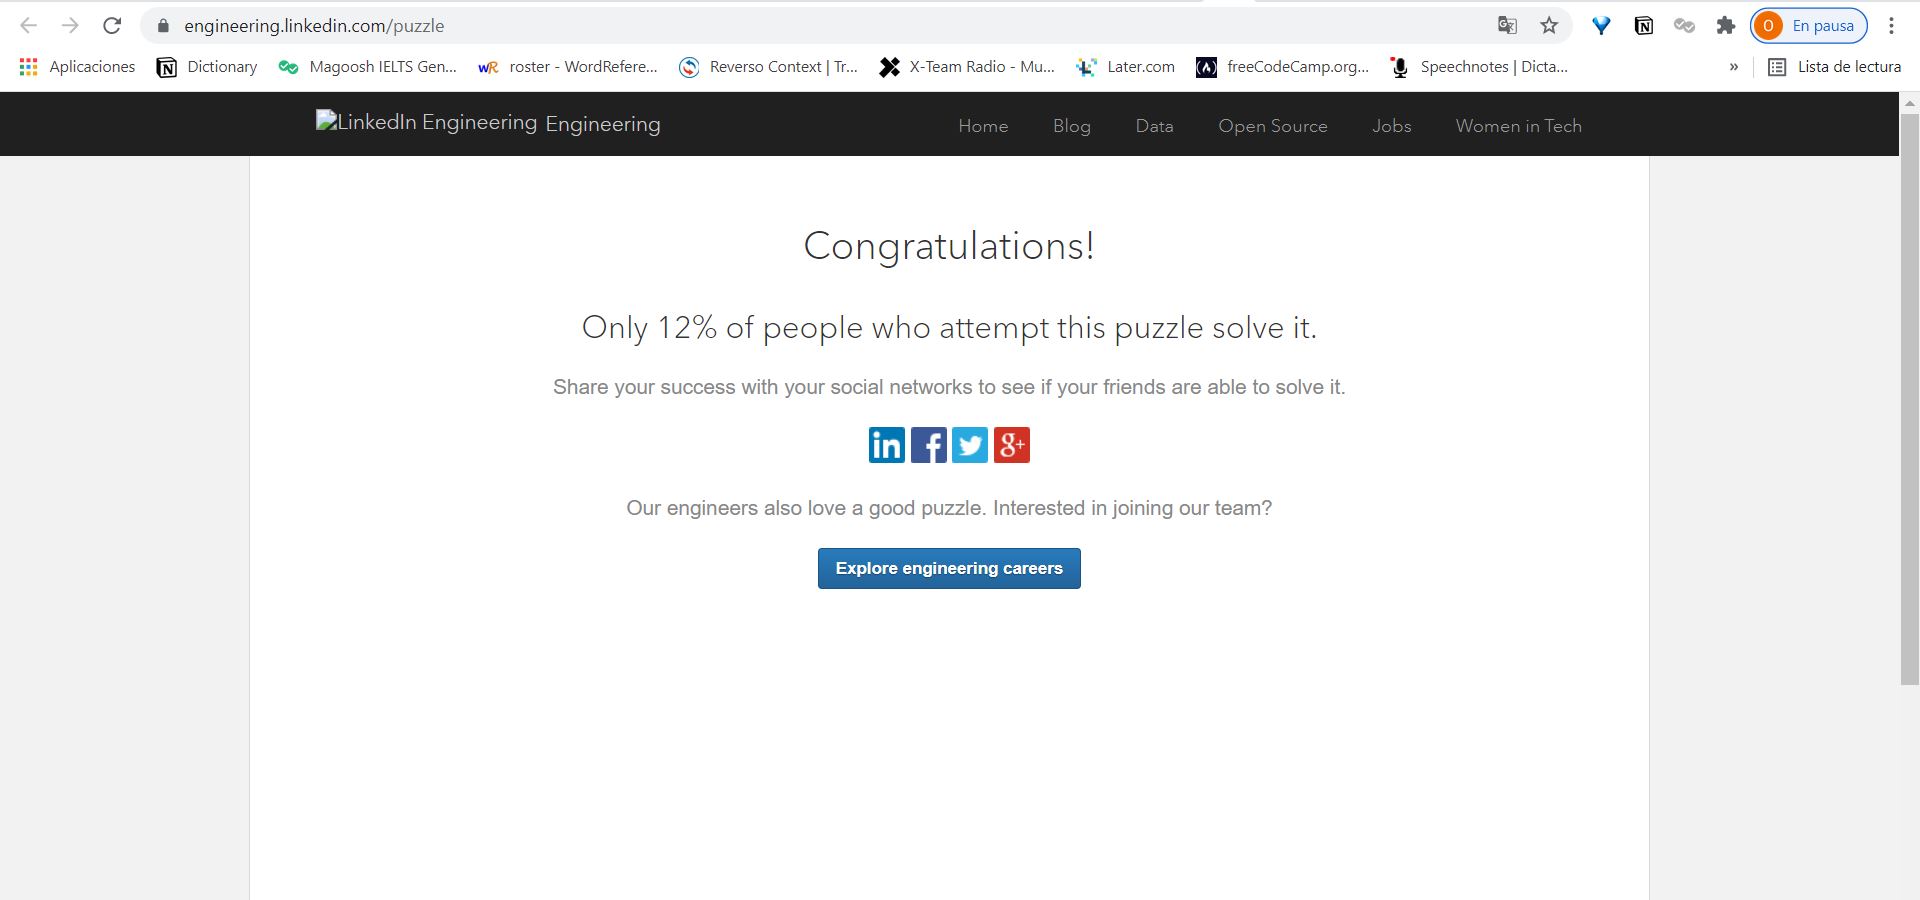 engineering.linkedin.com/puzzle
O En pausa
Aplicaciones Dictionary Magoosh IELTS Gen... wR roster - WordRefere... Reverso Context | Tr... X-Team Radio - Mu... Later.com freeCodeCamp.org... Speechnotes | Dicta... » Lista de lectura
LinkedIn Engineering Engineering Home Blog Data Open Source Jobs Women in Tech
Congratulations!
Only 12% of people who attempt this puzzle solve it.
Share your success with your social networks to see if your friends are able to solve it.
in f g+
Our engineers also love a good puzzle. Interested in joining our team?
Explore engineering careers